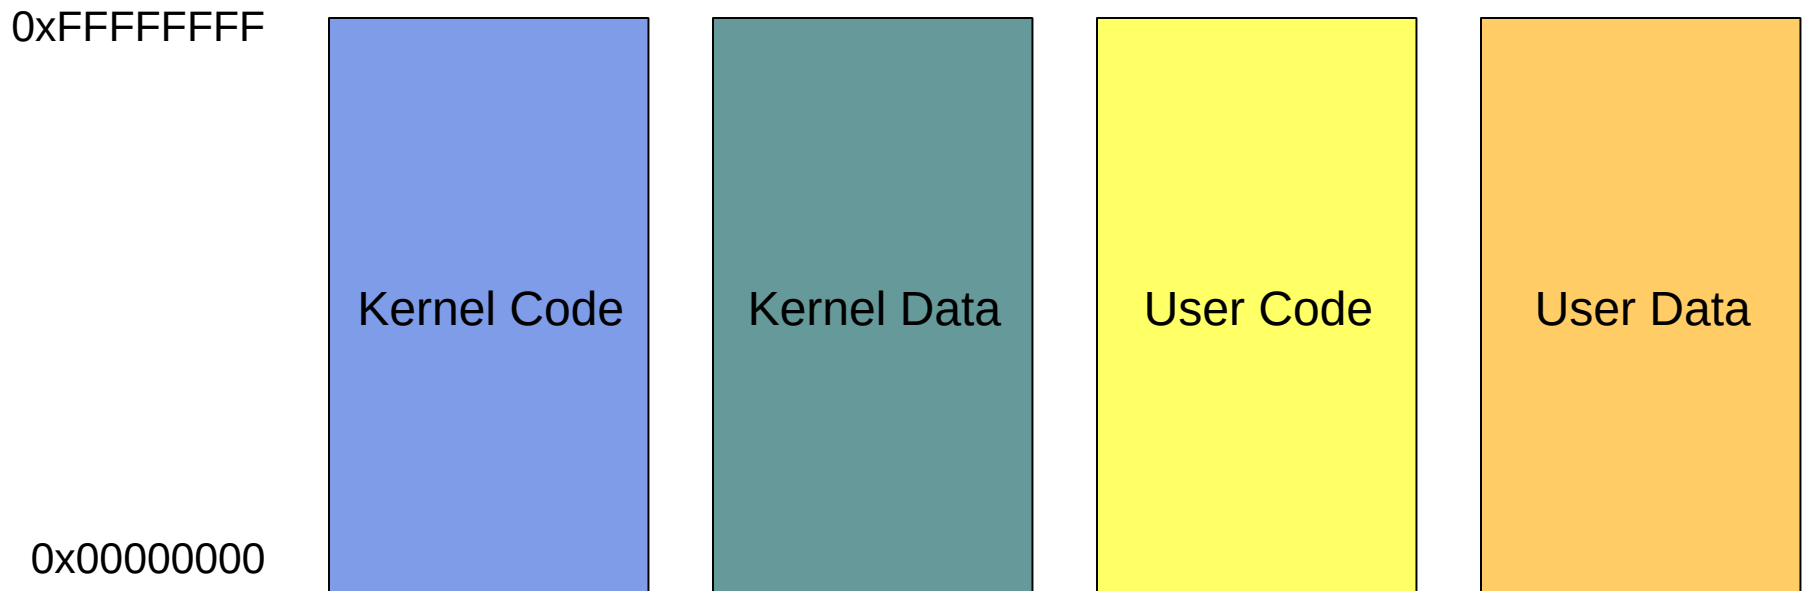 0xFFFFFFFF
Kernel Code
Kernel Data
User Code
User Data
0x00000000